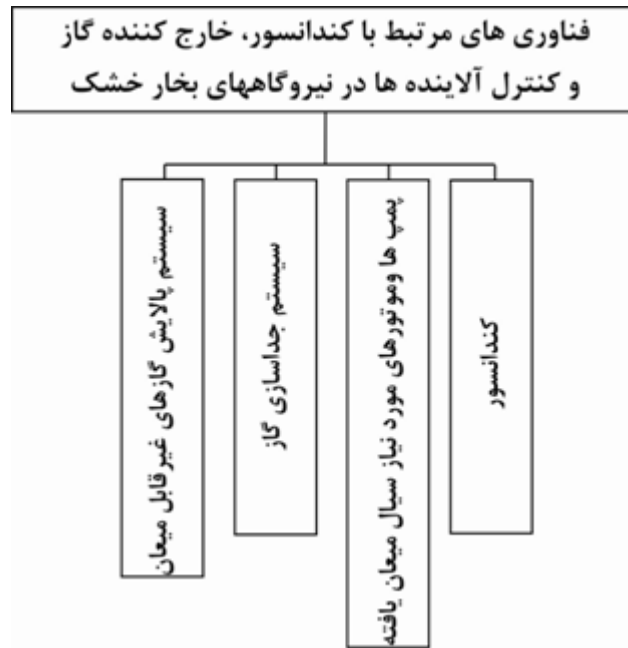 فناوری های مرتبط با کندانسور، خارج کننده گاز
و کنترل آلاینده ها در نیروگاههای بخار خشک
کندانسور
پمپ ها وموتورهای مورد نیاز سیال میعان یافته
سیستم جداسازی گاز
سیستم پالایش گازهای غیرقابل میعان